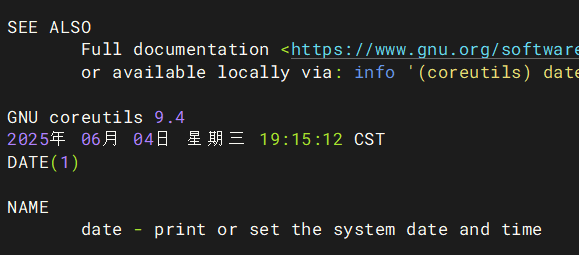 SEE ALSO
Full documentation <https://www.gnu.org/software
or available locally via: info '(coreutils) date
GNU coreutils 9.4
2025年 06月 04日 星期三 19:15:12 CST
DATE(1)
NAME
date - print or set the system date and time